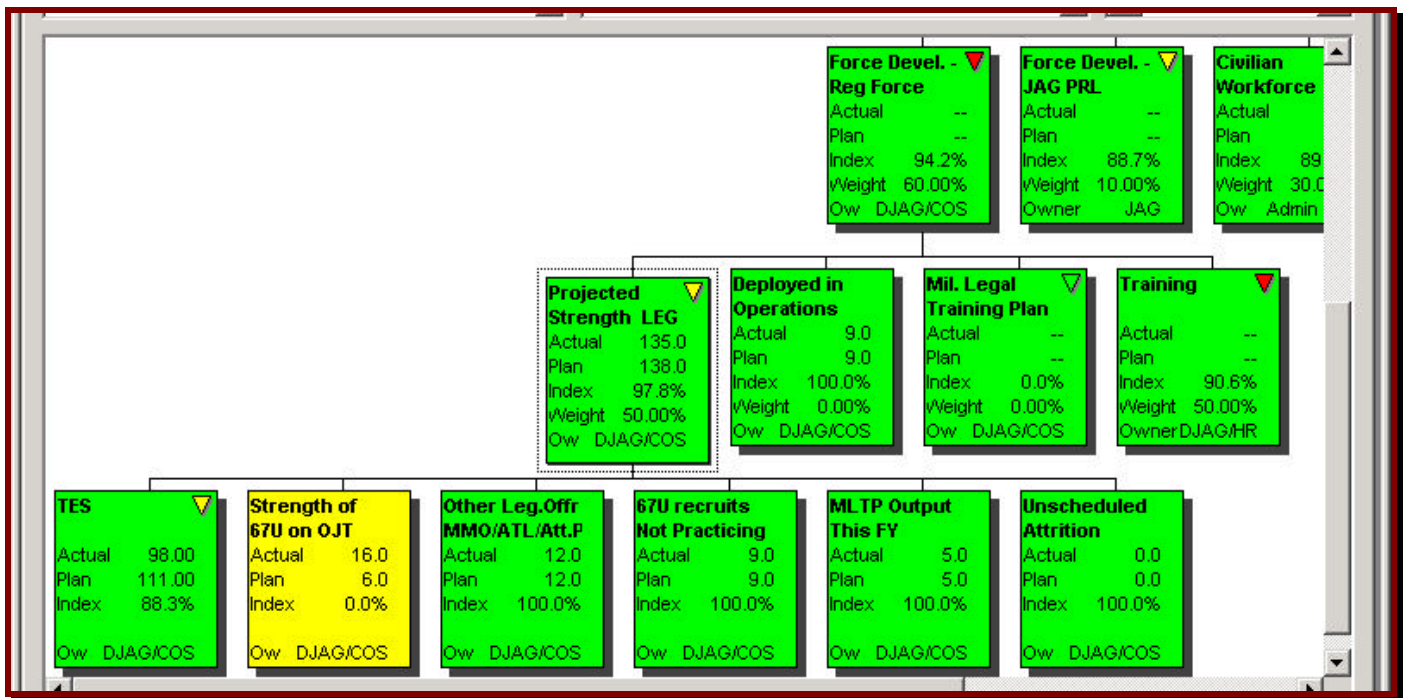 Force Devel. -
Reg Force
Actual --
Plan --
Index 94.2%
Weight 60.00%
Ow DJAG/COS
Force Devel. -
JAG PRL
Actual --
Plan --
Index 88.7%
Weight 10.00%
Owner JAG
Civilian
Workforce
Actual
Plan
Index 89
Weight 30.0
Ow Admin
Projected
Strength LEG
Actual 135.0
Plan 138.0
Index 97.8%
Weight 50.00%
Ow DJAG/COS
Deployed in
Operations
Actual 9.0
Plan 9.0
Index 100.0%
Weight 0.00%
Ow DJAG/COS
Mil. Legal
Training Plan
Actual --
Plan --
Index 0.0%
Weight 0.00%
Ow DJAG/COS
Training
Actual --
Plan --
Index 90.6%
Weight 50.00%
Owner DJAG/HR
TES
Actual 98.00
Plan 111.00
Index 88.3%
Ow DJAG/COS
Strength of
67U on OJT
Actual 16.0
Plan 6.0
Index 0.0%
Ow DJAG/COS
Other Leg.Offr
MMO/ATL/Att.P
Actual 12.0
Plan 12.0
Index 100.0%
Ow DJAG/COS
67U recruits
Not Practicing
Actual 9.0
Plan 9.0
Index 100.0%
Ow DJAG/COS
MLTP Output
This FY
Actual 5.0
Plan 5.0
Index 100.0%
Ow DJAG/COS
Unscheduled
Attrition
Actual 0.0
Plan 0.0
Index 100.0%
Ow DJAG/COS